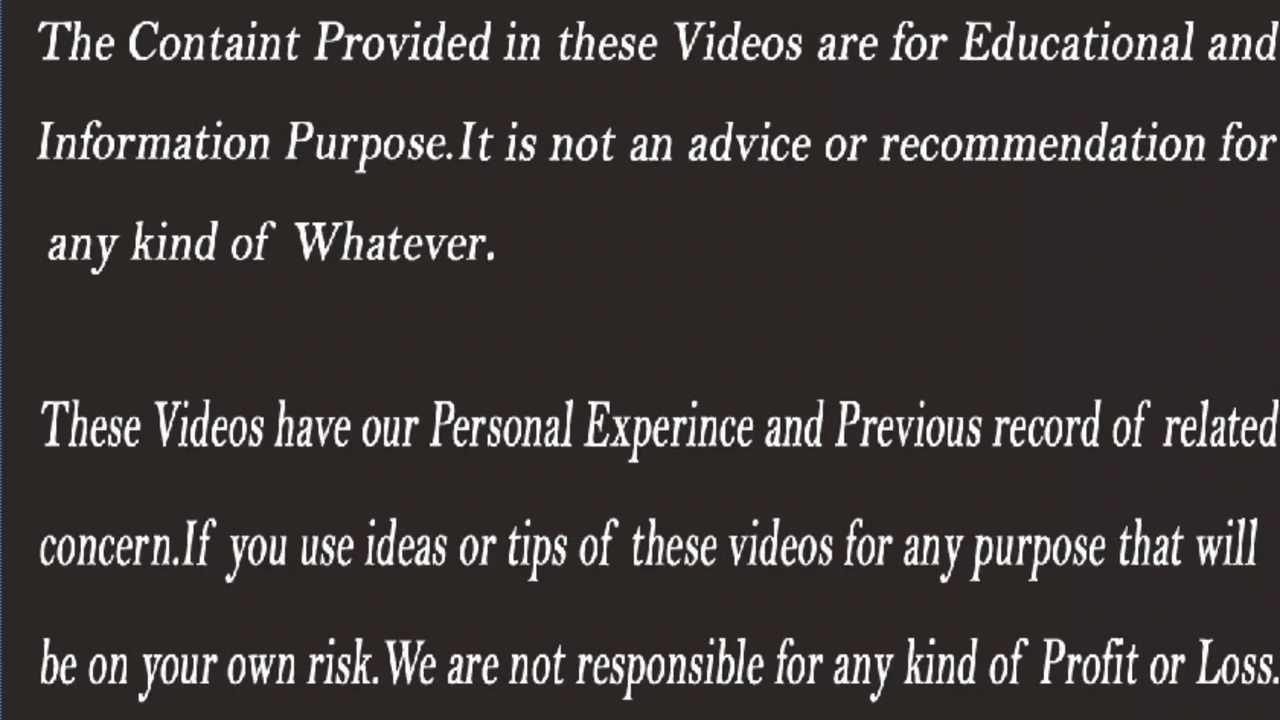 The Containt Provided in these Videos are for Educational and
Information Purpose.It is not an advice or recommendation for
any kind of Whatever.
These Videos have our Personal Experince and Previous record of related
concern.If you use ideas or tips of these videos for any purpose that will
be on your own risk.We are not responsible for any kind of Profit or Loss.